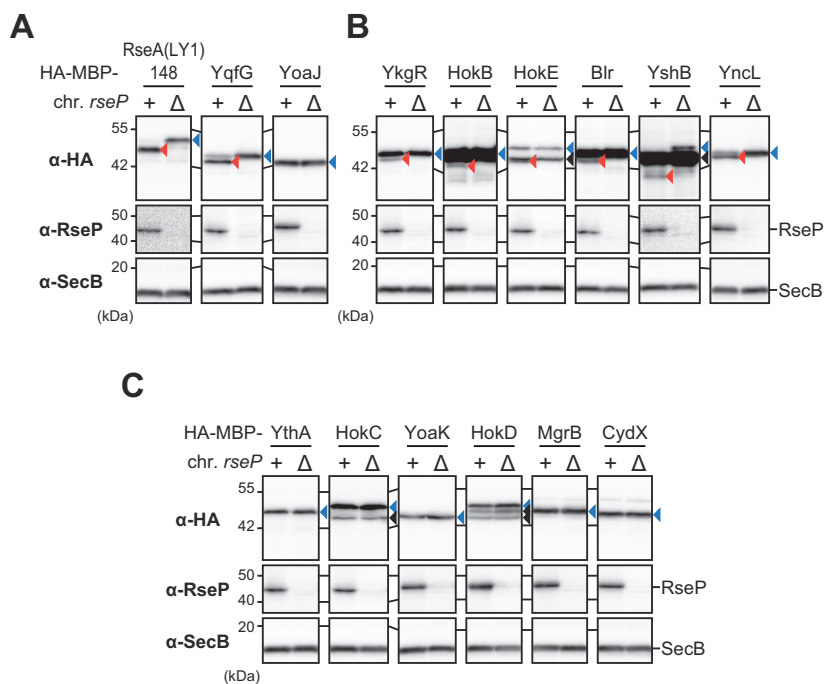 A
RseA(LY1)
HA-MBP- 148 YqfG YoaJ
chr. rseP + Δ + Δ + Δ
55
α-HA
42
50
α-RseP
40
20
α-SecB
(kDa)
B
YkgR HokB HokE Blr YshB YncL
+ Δ + Δ + Δ + Δ + Δ + Δ
55
42
50
RseP
40
20
SecB
(kDa)
C
HA-MBP- YthA HokC YoaK HokD MgrB CydX
chr. rseP + Δ + Δ + Δ + Δ + Δ + Δ
55
α-HA
42
50
α-RseP RseP
40
20
α-SecB SecB
(kDa)